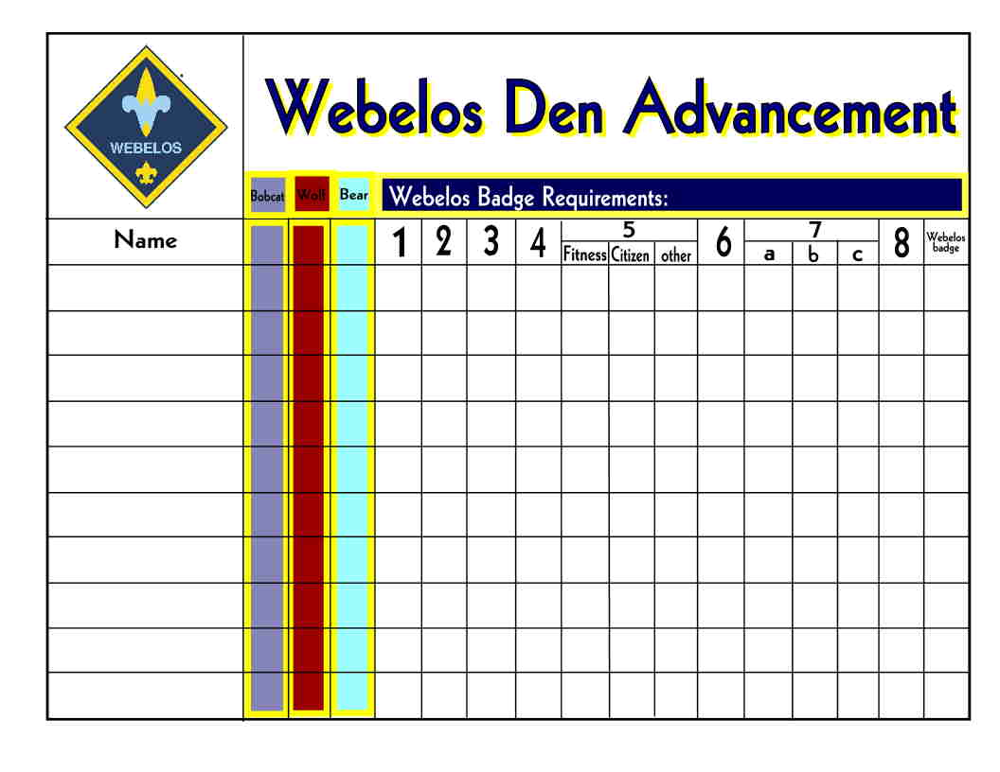 WEBELOS
Webelos Den Advancement
Bobcat Wolf Bear Webelos Badge Requirements:
Name 1 2 3 4 5 6 7 8 Webelos badge
Fitness Citizen other a b c